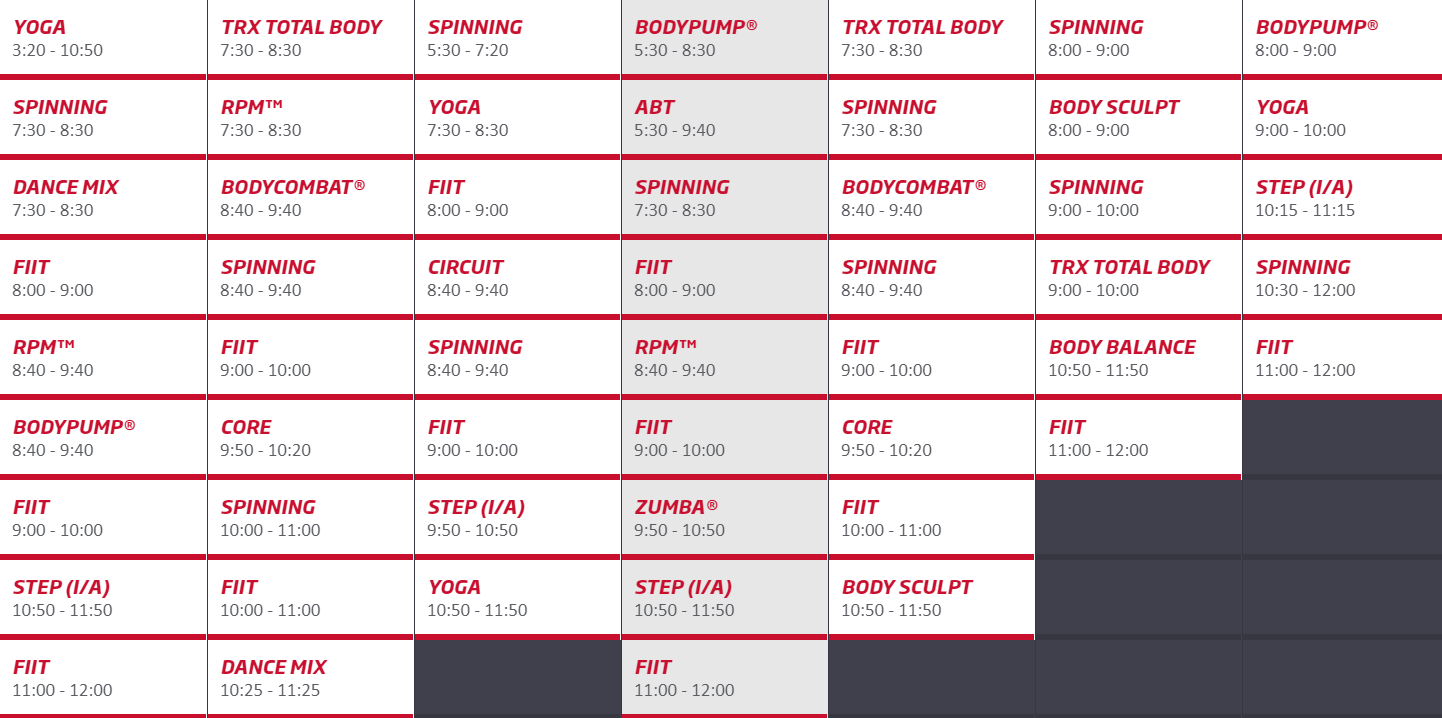 YOGA
3:20 - 10:50
TRX TOTAL BODY
7:30 - 8:30
SPINNING
5:30 - 7:20
BODYPUMP®
5:30 - 8:30
TRX TOTAL BODY
7:30 - 8:30
SPINNING
8:00 - 9:00
BODYPUMP®
8:00 - 9:00
SPINNING
7:30 - 8:30
RPM™
7:30 - 8:30
YOGA
7:30 - 8:30
ABT
5:30 - 9:40
SPINNING
7:30 - 8:30
BODY SCULPT
8:00 - 9:00
YOGA
9:00 - 10:00
DANCE MIX
7:30 - 8:30
BODYCOMBAT®
8:40 - 9:40
FIIT
8:00 - 9:00
SPINNING
7:30 - 8:30
BODYCOMBAT®
8:40 - 9:40
SPINNING
9:00 - 10:00
STEP (I/A)
10:15 - 11:15
FIIT
8:00 - 9:00
SPINNING
8:40 - 9:40
CIRCUIT
8:40 - 9:40
FIIT
8:00 - 9:00
SPINNING
8:40 - 9:40
TRX TOTAL BODY
9:00 - 10:00
SPINNING
10:30 - 12:00
RPM™
8:40 - 9:40
FIIT
9:00 - 10:00
SPINNING
8:40 - 9:40
RPM™
8:40 - 9:40
FIIT
9:00 - 10:00
BODY BALANCE
10:50 - 11:50
FIIT
11:00 - 12:00
BODYPUMP®
8:40 - 9:40
CORE
9:50 - 10:20
FIIT
9:00 - 10:00
FIIT
9:00 - 10:00
CORE
9:50 - 10:20
FIIT
11:00 - 12:00
FIIT
9:00 - 10:00
SPINNING
10:00 - 11:00
STEP (I/A)
9:50 - 10:50
ZUMBA®
9:50 - 10:50
FIIT
10:00 - 11:00
STEP (I/A)
10:50 - 11:50
FIIT
10:00 - 11:00
YOGA
10:50 - 11:50
STEP (I/A)
10:50 - 11:50
BODY SCULPT
10:50 - 11:50
FIIT
11:00 - 12:00
DANCE MIX
10:25 - 11:25
FIIT
11:00 - 12:00